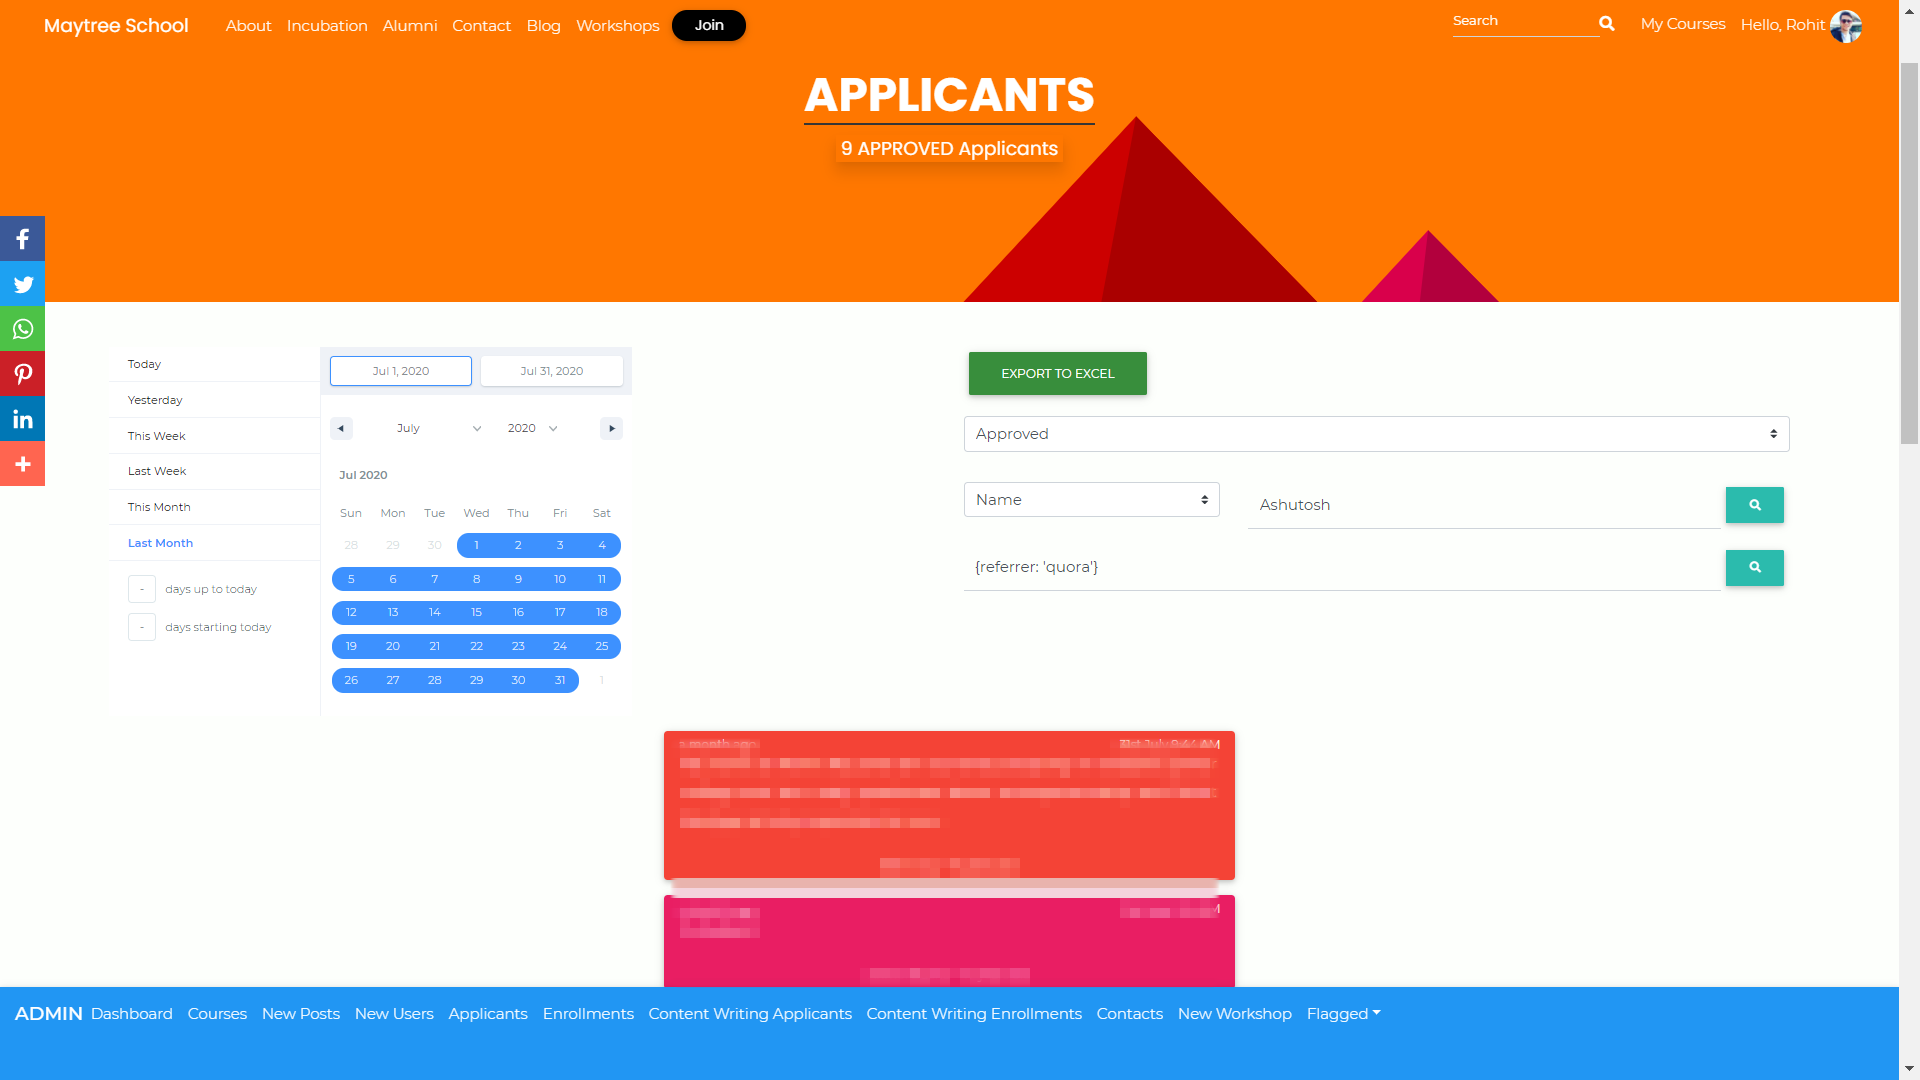 Maytree School About Incubation Alumni Contact Blog Workshops Join Search My Courses Hello, Rohit
APPLICANTS
9 APPROVED Applicants
Today
Yesterday
This Week
Last Week
This Month
Last Month
- days up to today
- days starting today
Jul 1, 2020 Jul 31, 2020
July 2020
Jul 2020
Sun Mon Tue Wed Thu Fri Sat
28 29 30 1 2 3 4
5 6 7 8 9 10 11
12 13 14 15 16 17 18
19 20 21 22 23 24 25
26 27 28 29 30 31 1
EXPORT TO EXCEL
Approved
Name Ashutosh
{referrer: 'quora'}
ADMIN Dashboard Courses New Posts New Users Applicants Enrollments Content Writing Applicants Content Writing Enrollments Contacts New Workshop Flagged